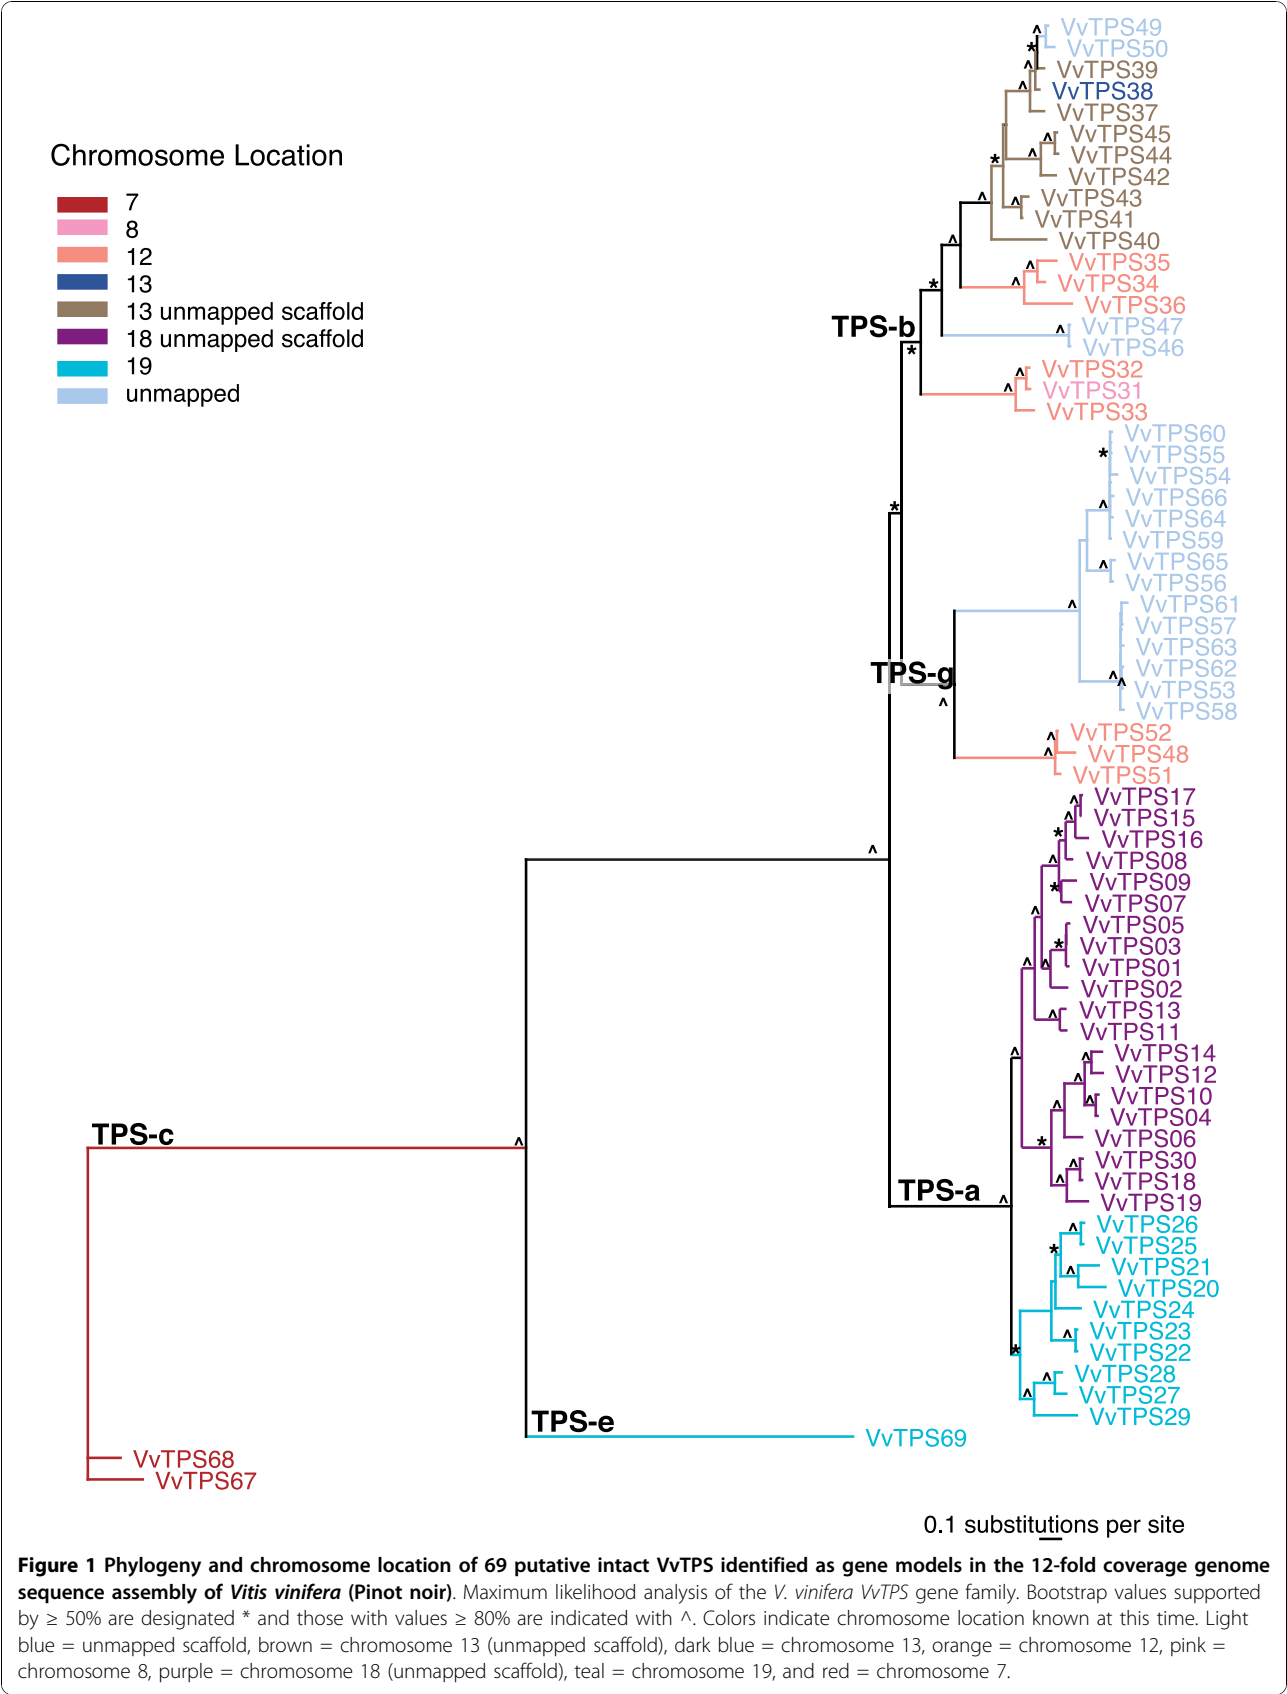 Chromosome Location
7
8
12
13
13 unmapped scaffold
18 unmapped scaffold
19
unmapped
^ VvTPS49
* VvTPS50
^ VvTPS39
^ VvTPS38
VvTPS37
^ VvTPS45
* ^ VvTPS44
VvTPS42
^ ^ VvTPS43
VvTPS41
^ VvTPS40
^ VvTPS35
* ^ VvTPS34
VvTPS36
TPS-b ^ VvTPS47
* VvTPS46
^ VvTPS32
^ VvTPS31
VvTPS33
VvTPS60
* VvTPS55
VvTPS54
^ VvTPS66
* VvTPS64
VvTPS59
^ VvTPS65
VvTPS56
^ VvTPS61
VvTPS57
VvTPS63
TPS-g ^ VvTPS62
^ ^ VvTPS53
VvTPS58
^ VvTPS52
^ VvTPS48
VvTPS51
^ VvTPS17
^ VvTPS15
* VvTPS16
^ ^ VvTPS08
* VvTPS09
^ VvTPS07
VvTPS05
* VvTPS03
^ ^ VvTPS01
VvTPS02
^ VvTPS13
VvTPS11
^ ^ VvTPS14
^ VvTPS12
^ ^ VvTPS10
VvTPS04
TPS-c ^ * VvTPS06
^ VvTPS30
^ VvTPS18
TPS-a ^ VvTPS19
^ VvTPS26
* VvTPS25
^ VvTPS21
VvTPS20
VvTPS24
^ VvTPS23
* VvTPS22
^ VvTPS28
^ VvTPS27
VvTPS29
TPS-e
VvTPS69
VvTPS68
VvTPS67
0.1 substitutions per site
Figure 1 Phylogeny and chromosome location of 69 putative intact VvTPS identified as gene models in the 12-fold coverage genome
sequence assembly of Vitis vinifera (Pinot noir). Maximum likelihood analysis of the V. vinifera VvTPS gene family. Bootstrap values supported
by ≥ 50% are designated * and those with values ≥ 80% are indicated with ^. Colors indicate chromosome location known at this time. Light
blue = unmapped scaffold, brown = chromosome 13 (unmapped scaffold), dark blue = chromosome 13, orange = chromosome 12, pink =
chromosome 8, purple = chromosome 18 (unmapped scaffold), teal = chromosome 19, and red = chromosome 7.